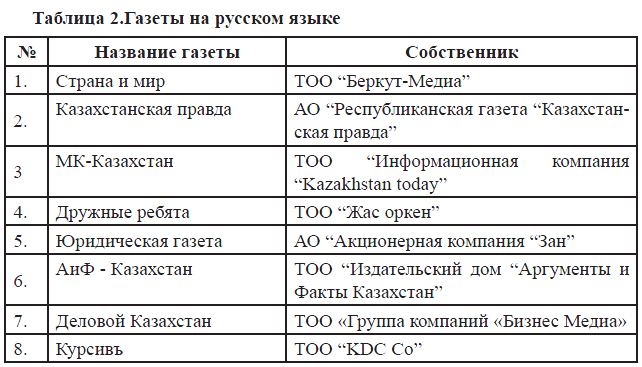 Таблица 2.Газеты на русском языке
№ Название газеты Собственник
1. Страна и мир ТОО “Беркут-Медиа”
2. Казахстанская правда АО “Республиканская газета “Казахстан-
ская правда”
3 МК-Казахстан ТОО “Информационная компания
“Kazakhstan today”
4. Дружные ребята ТОО “Жас оркен”
5. Юридическая газета АО “Акционерная компания “Зан”
6. АиФ - Казахстан ТОО “Издательский дом “Аргументы и
Факты Казахстан”
7. Деловой Казахстан ТОО «Группа компаний «Бизнес Медиа»
8. Курсивъ ТОО “KDC Co”